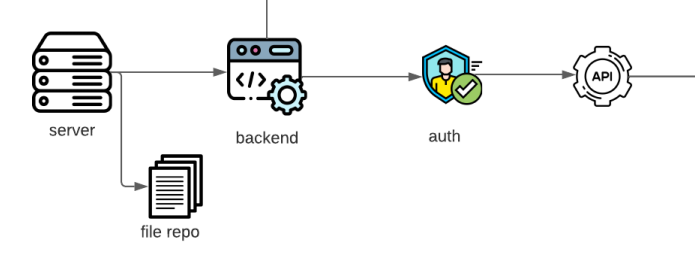 </>
API
server
backend
auth
file repo